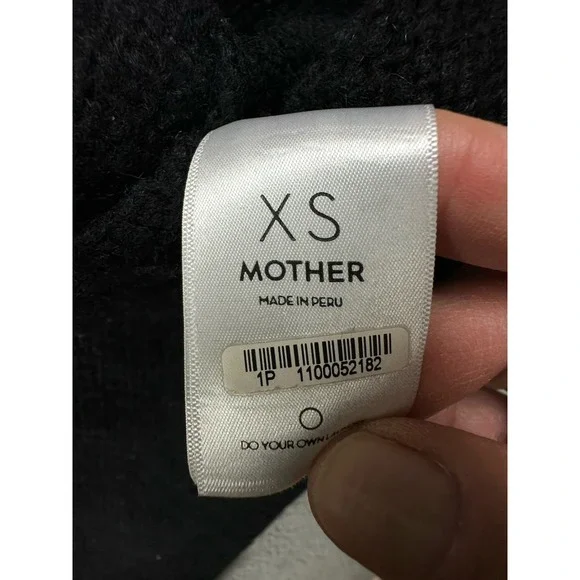 XS
MOTHER
MADE IN PERU
1P 1100052182
DO YOUR OWN